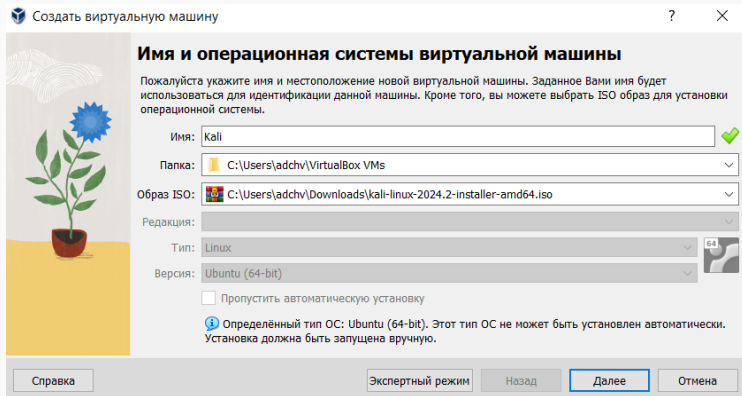 Создать виртуальную машину
Имя и операционная системы виртуальной машины
Пожалуйста укажите имя и местоположение новой виртуальной машины. Заданное Вами имя будет
использоваться для идентификации данной машины. Кроме того, вы можете выбрать ISO образ для установки
операционной системы.
Имя: Kali
Папка: C:\Users\adchv\VirtualBox VMs
Образ ISO: C:\Users\adchv\Downloads\kali-linux-2024.2-installer-amd64.iso
Редакция:
Тип: Linux
64
Версия: Ubuntu (64-bit)
Пропустить автоматическую установку
Определённый тип ОС: Ubuntu (64-bit). Этот тип ОС не может быть установлен автоматически.
Установка должна быть запущена вручную.
Справка Экспертный режим Назад Далее Отмена